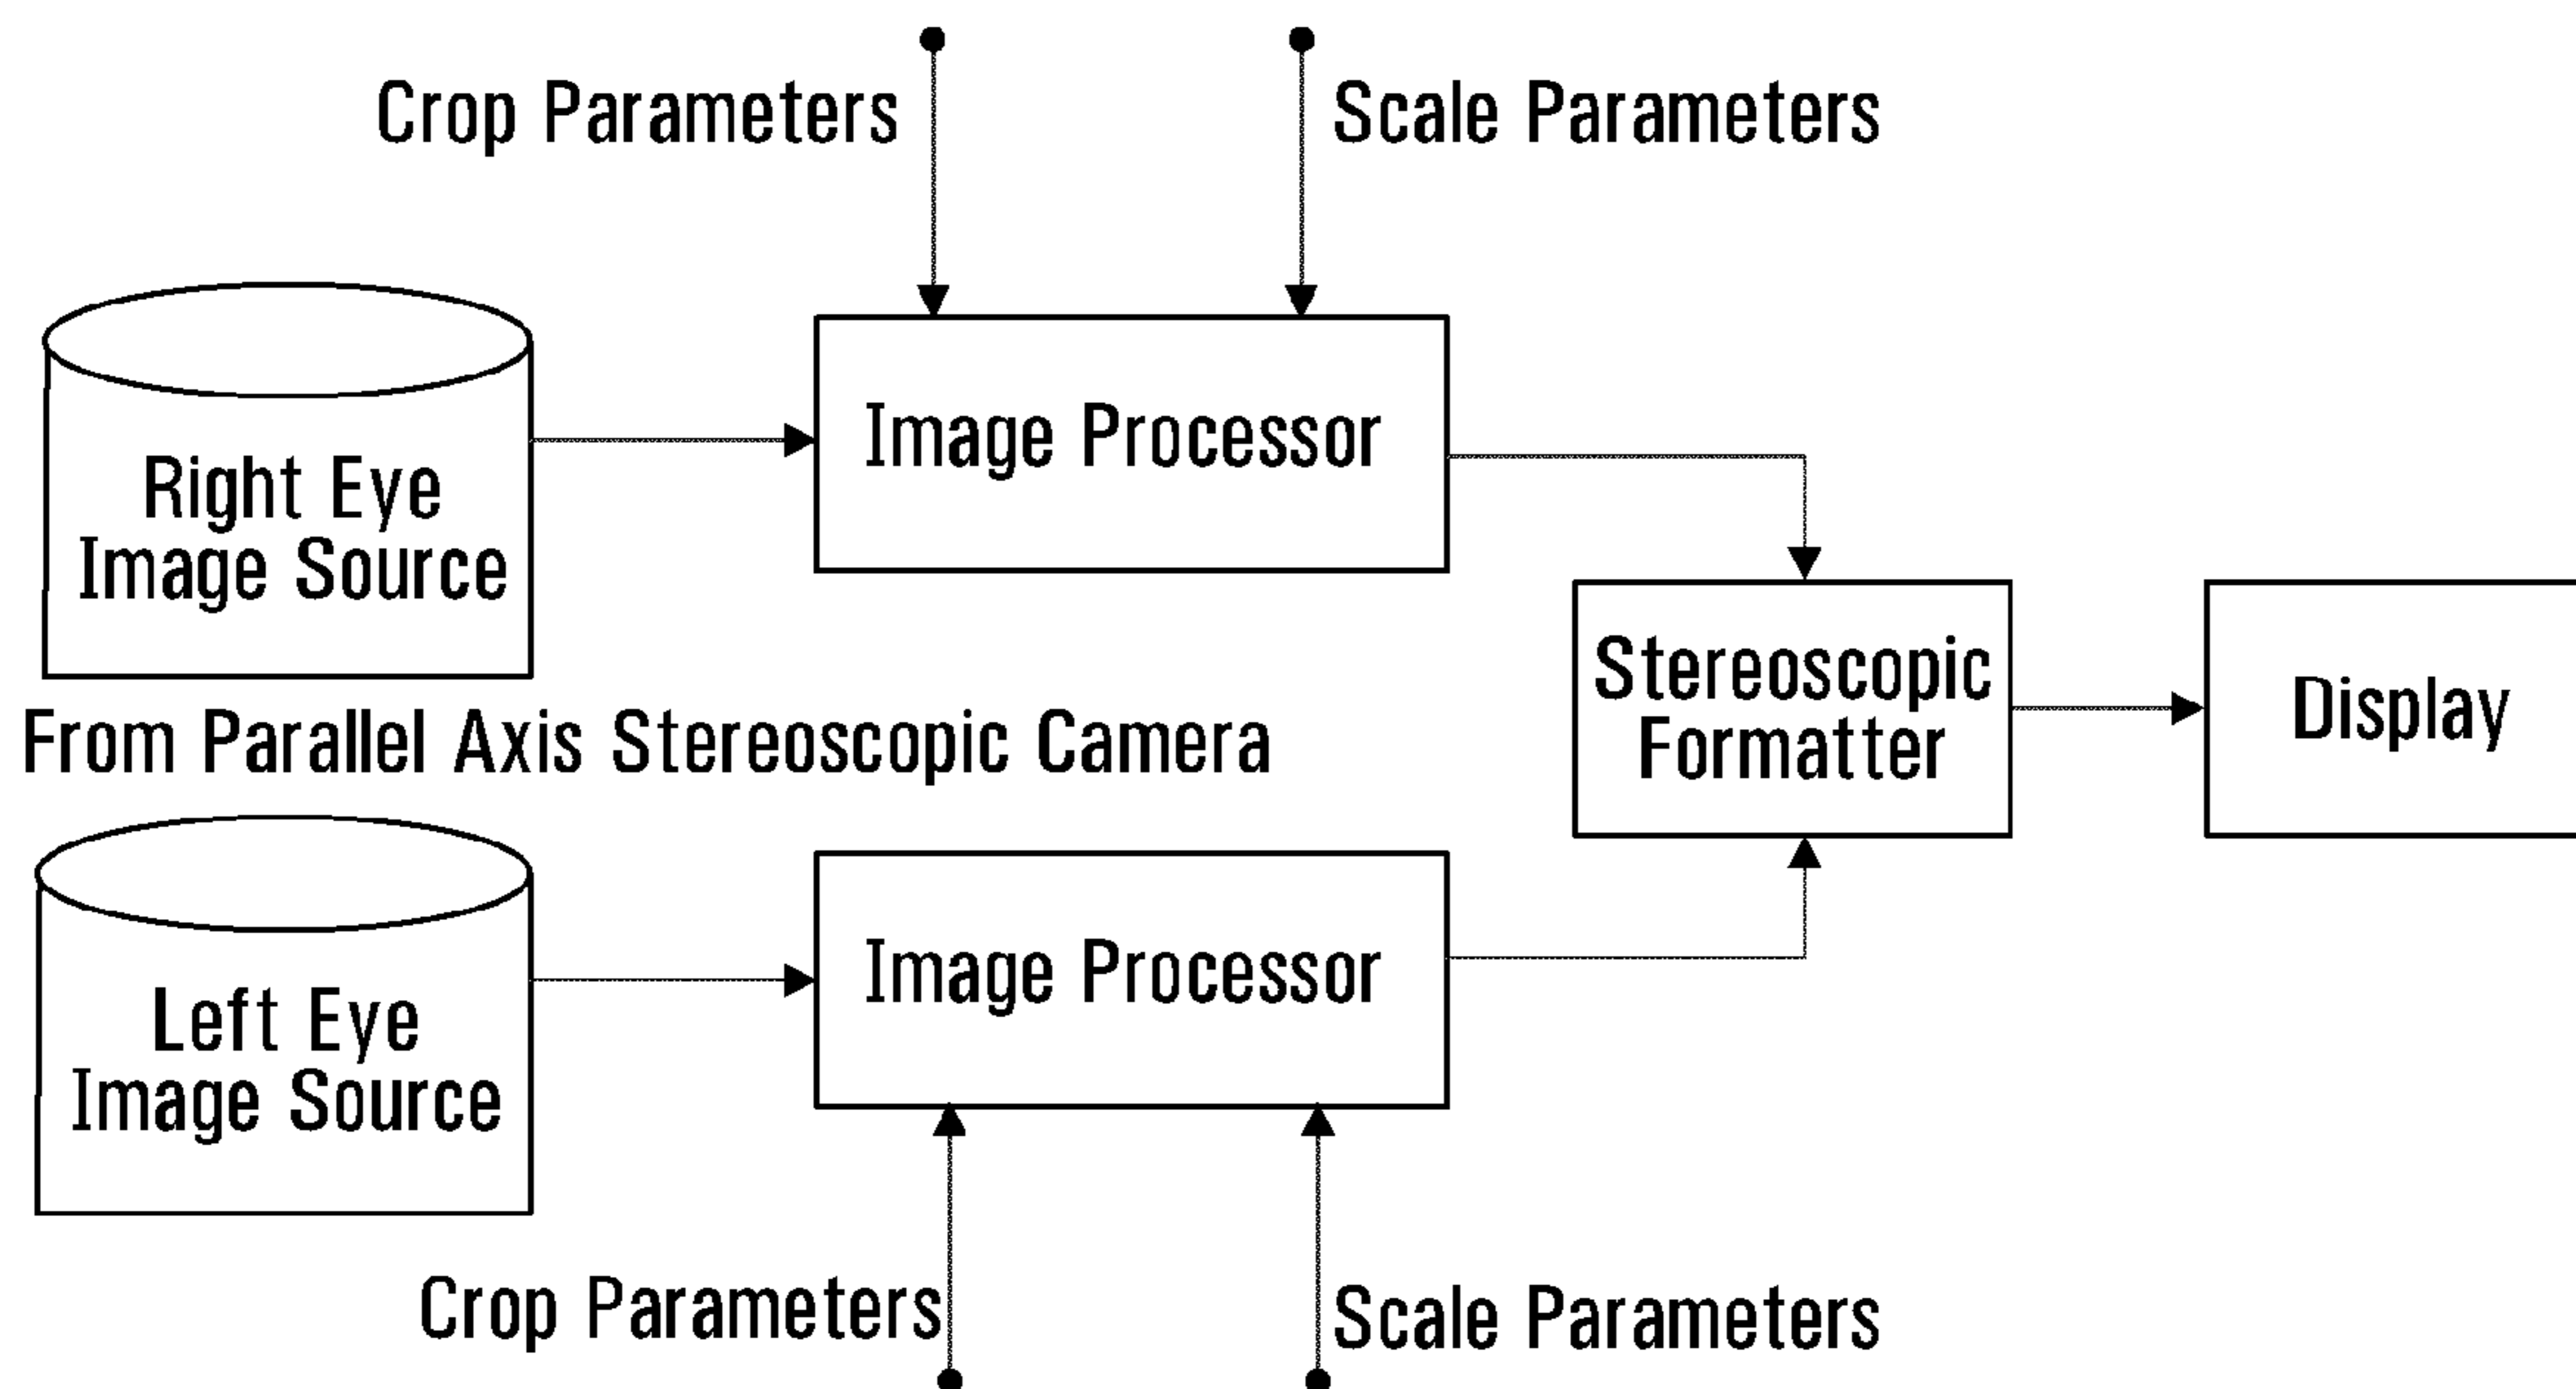 Crop Parameters
Scale Parameters
Right Eye
Image Source
Image Processor
Stereoscopic
Formatter
Display
From Parallel Axis Stereoscopic Camera
Left Eye
Image Source
Image Processor
Crop Parameters
Scale Parameters